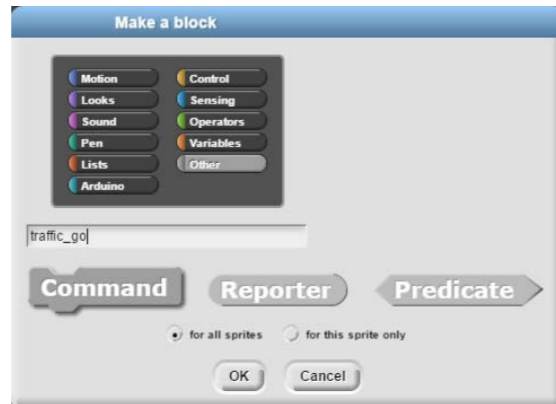 Make a block
Motion Control
Looks Sensing
Sound Operators
Pen Variables
Lists Other
Arduino
traffic_go
Command Reporter Predicate
for all sprites for this sprite only
OK Cancel